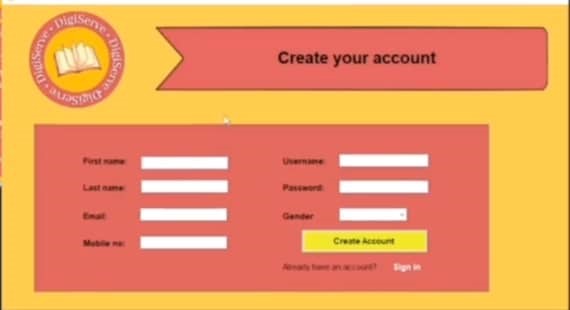 DigiServe • DigiServe • DigiServe • DigiServe •
Create your account
First name:
Last name:
Email:
Mobile no:
Username:
Password:
Gender
Create Account
Already have an account? Sign in